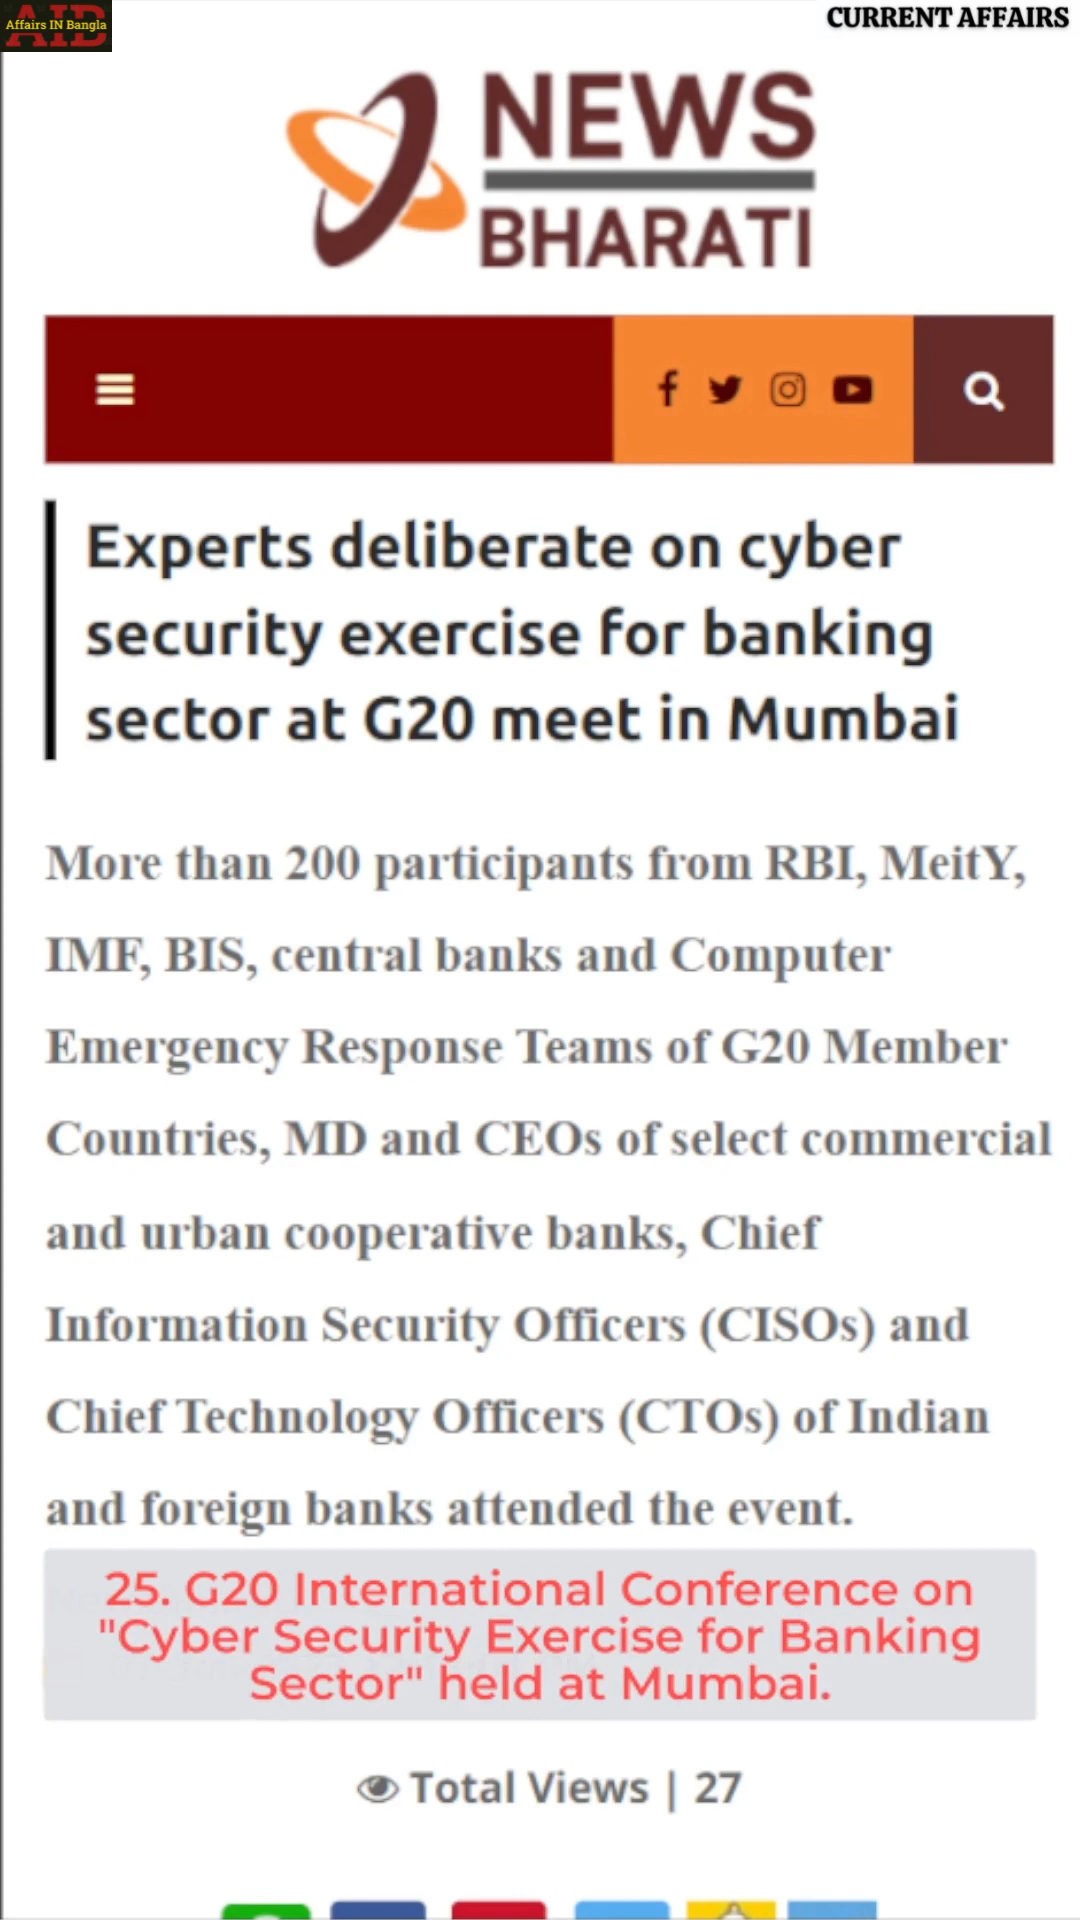 AID
Affairs IN Bangla
CURRENT AFFAIRS
NEWS
BHARATI
Experts deliberate on cyber
security exercise for banking
sector at G20 meet in Mumbai
More than 200 participants from RBI, MeitY,
IMF, BIS, central banks and Computer
Emergency Response Teams of G20 Member
Countries, MD and CEOs of select commercial
and urban cooperative banks, Chief
Information Security Officers (CISOs) and
Chief Technology Officers (CTOs) of Indian
and foreign banks attended the event.
25. G20 International Conference on
"Cyber Security Exercise for Banking
Sector" held at Mumbai.
Total Views | 27